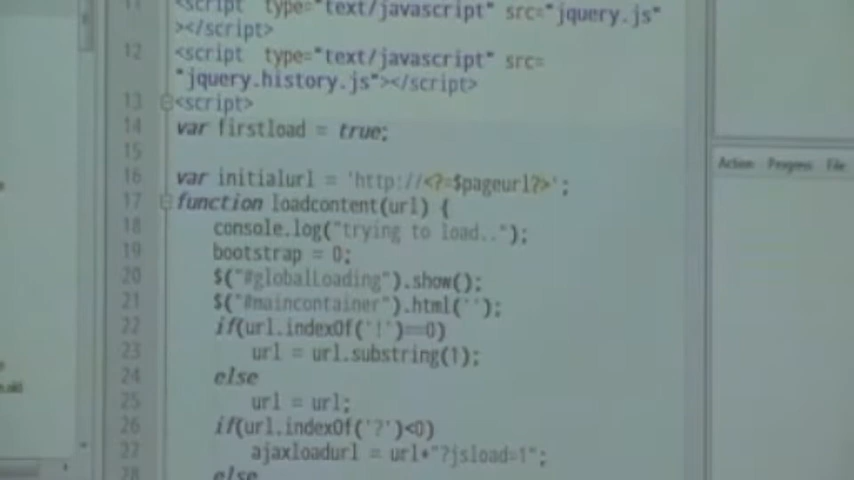 11 <script type="text/javascript" src="jquery.js"
></script>
12 <script type="text/javascript" src=
"jquery.history.js"></script>
13 <script>
14 var firstload = true;
15
16 var initialurl = 'http://<?=$pageurl?>';
17 function loadcontent(url) {
18 console.log("trying to load..");
19 bootstrap = 0;
20 $("#globalLoading").show();
21 $("#maincontainer").html('');
22 if(url.indexOf('!')==0)
23 url = url.substring(1);
24 else
25 url = url;
26 if(url.indexOf('?')<0)
27 ajaxloadurl = url+"?jsload=1";
28 else
Action Progress File